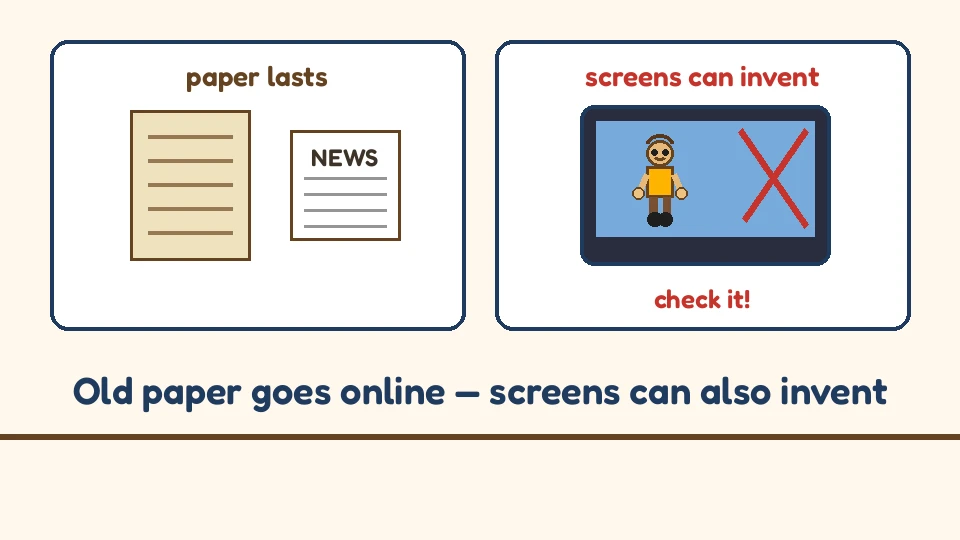 paper lasts
NEWS
screens can invent
check it!
Old paper goes online — screens can also invent